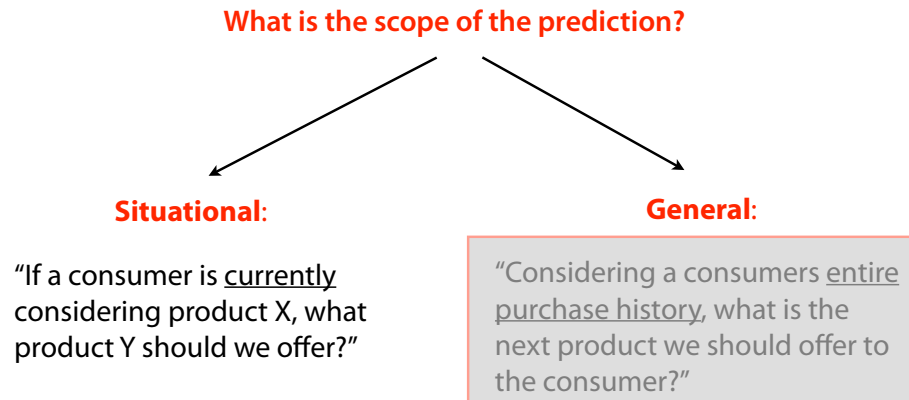 What is the scope of the prediction?
Situational:
“If a consumer is currently
considering product X, what
product Y should we offer?”
General:
“Considering a consumers entire
purchase history, what is the
next product we should offer to
the consumer?”